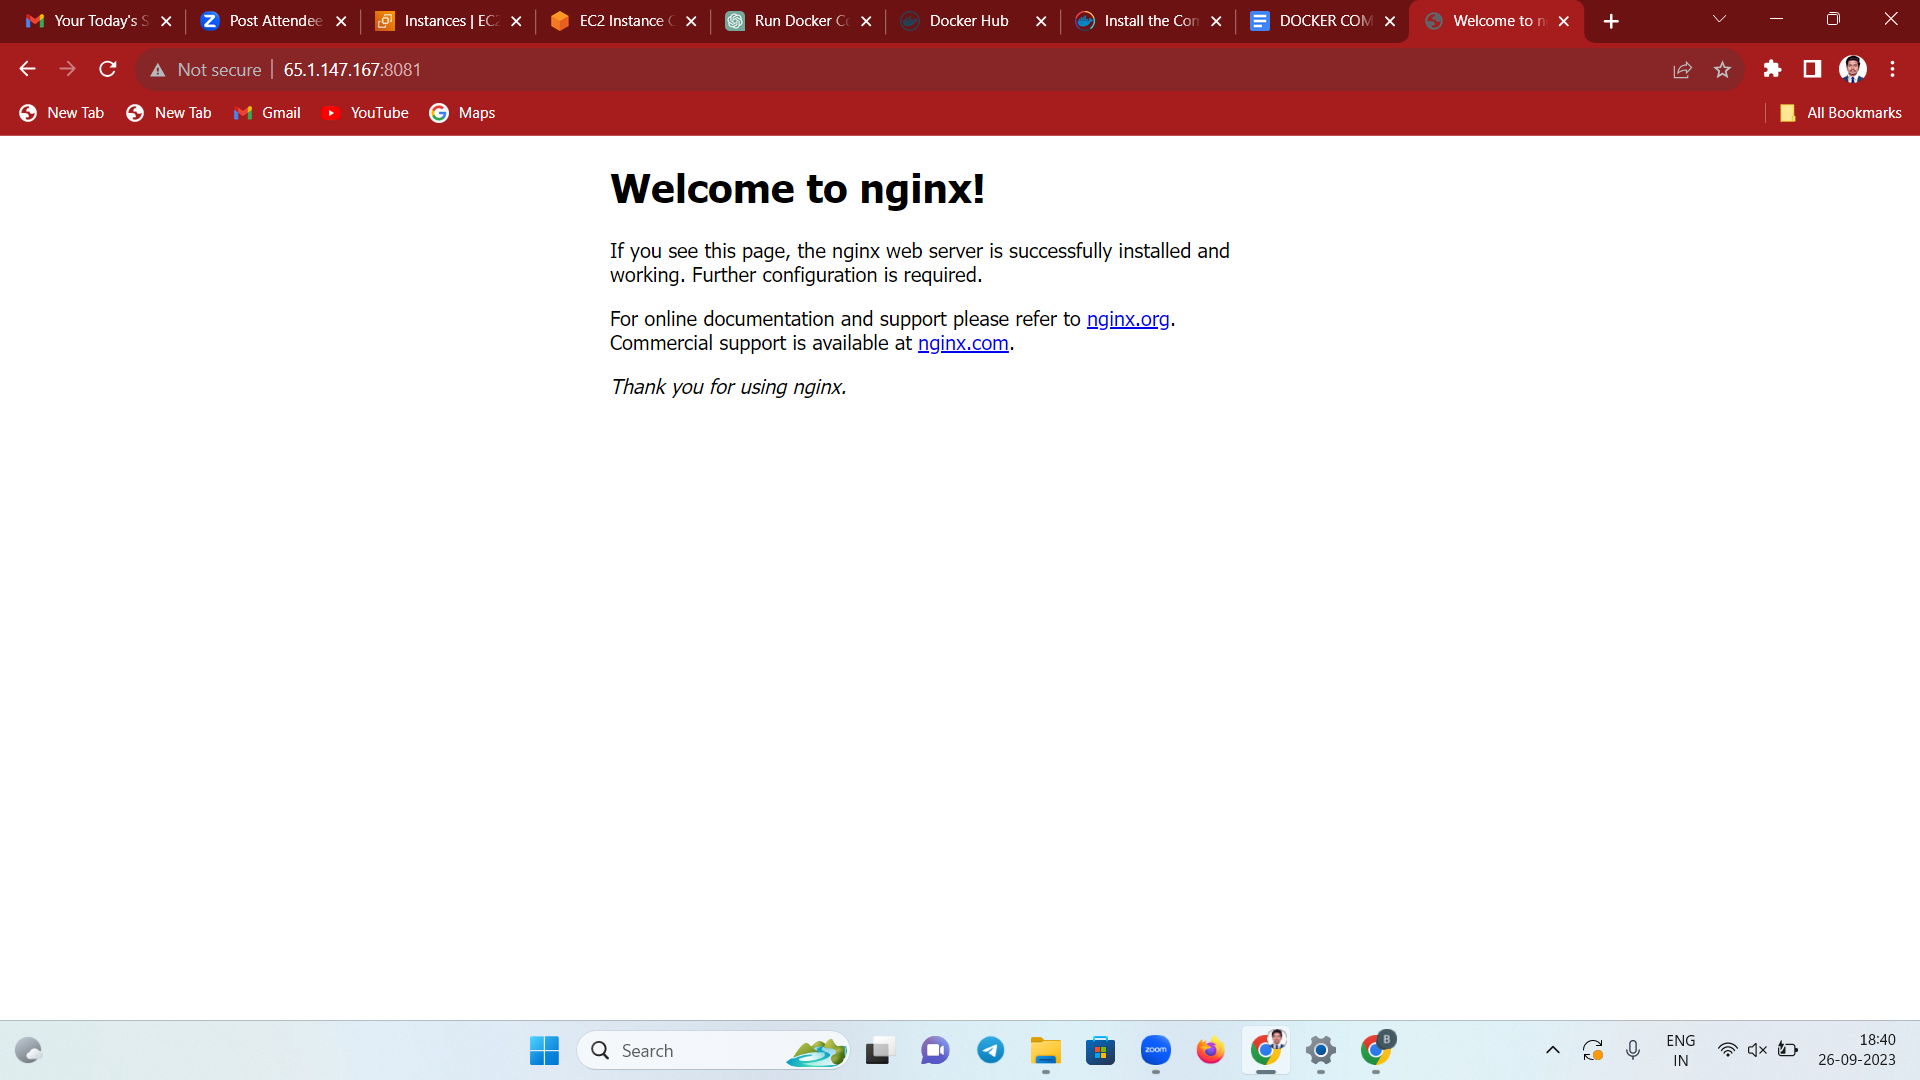 Your Today's S
Post Attendee
Instances | EC2
EC2 Instance C
Run Docker Co
Docker Hub
Install the Com
DOCKER COM
Welcome to n
Not secure
65.1.147.167:8081
New Tab
New Tab
Gmail
YouTube
Maps
All Bookmarks
Welcome to nginx!
If you see this page, the nginx web server is successfully installed and
working. Further configuration is required.
For online documentation and support please refer to nginx.org.
Commercial support is available at nginx.com.
Thank you for using nginx.
Search
zoom
B
ENG
IN
18:40
26-09-2023